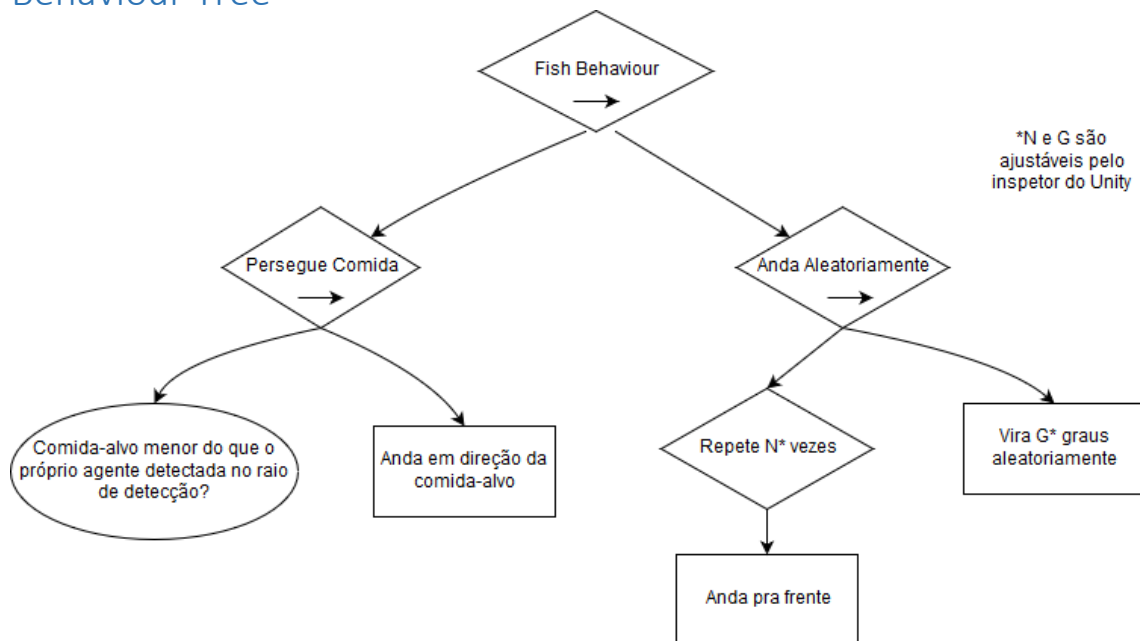 Behaviour Tree
Fish Behaviour
*N e G são
ajustáveis pelo
inspetor do Unity
Persegue Comida
Anda Aleatoriamente
Comida-alvo menor do que o
próprio agente detectada no raio
de detecção?
Anda em direção da
comida-alvo
Repete N* vezes
Vira G* graus
aleatoriamente
Anda pra frente